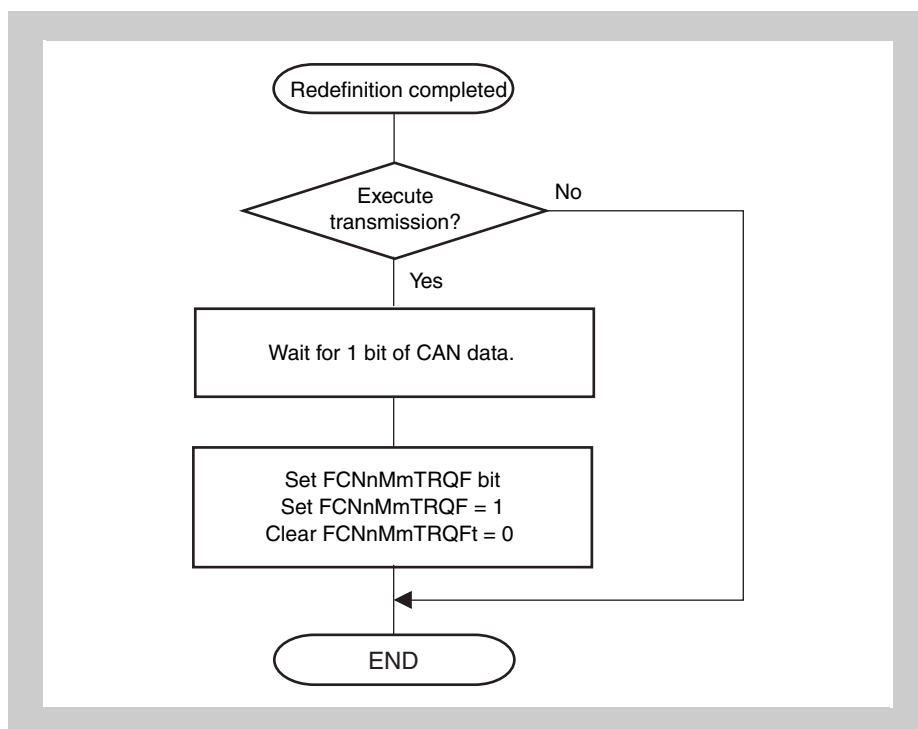 Redefinition completed
Execute
transmission?
No
Yes
Wait for 1 bit of CAN data.
Set FCNnMmTRQF bit
Set FCNnMmTRQF = 1
Clear FCNnMmTRQFt = 0
END